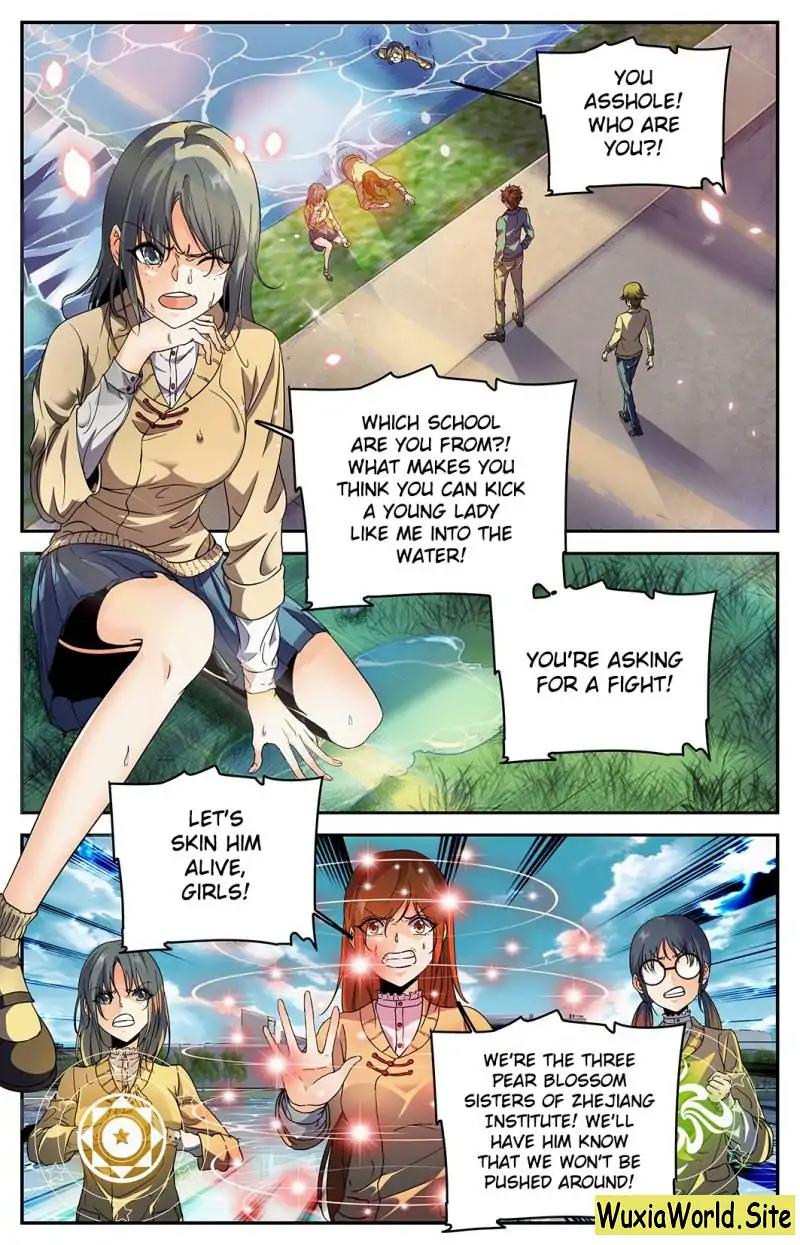 YOU
ASSHOLE!
WHO ARE
YOU?!
WHICH SCHOOL
ARE YOU FROM?!
WHAT MAKES YOU
THINK YOU CAN KICK
A YOUNG LADY
LIKE ME INTO THE
WATER!
YOU'RE ASKING
FOR A FIGHT!
LET'S
SKIN HIM
ALIVE,
GIRLS!
WE'RE THE THREE
PEAR BLOSSOM
SISTERS OF ZHEJIANG
INSTITUTE! WE'LL
HAVE HIM KNOW
THAT WE WON'T BE
PUSHED AROUND!
WuxiaWorld.Site